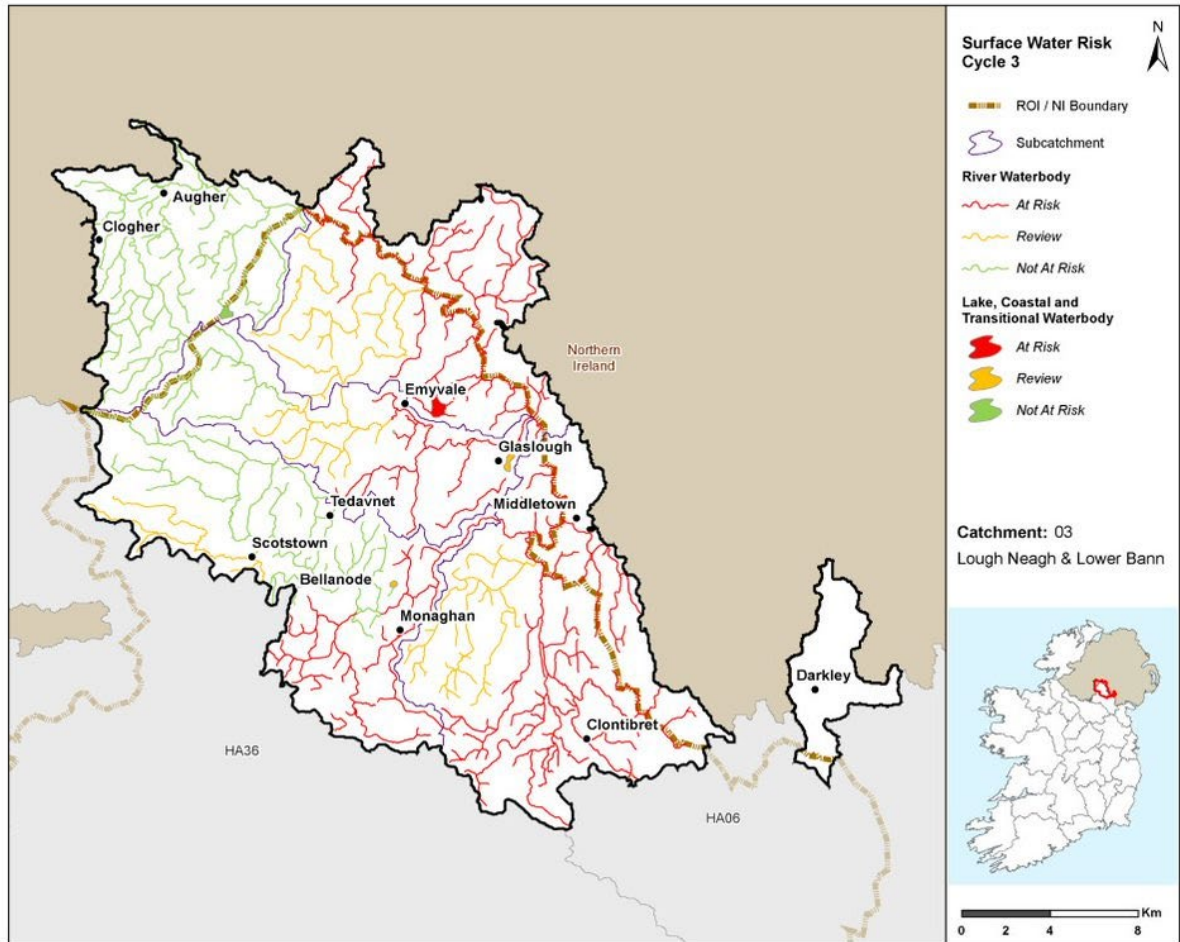 Surface Water Risk
Cycle 3
N
ROI / NI Boundary
Subcatchment
River Waterbody
At Risk
Review
Not At Risk
Lake, Coastal and
Transitional Waterbody
At Risk
Review
Not At Risk
Catchment: 03
Lough Neagh & Lower Bann
Km
0 2 4 8
Augher
Clogher
Northern
Ireland
Emyvale
Glaslough
Tedavnet
Middletown
Scotstown
Bellanode
Monaghan
Darkley
Clontibret
HA36
HA06